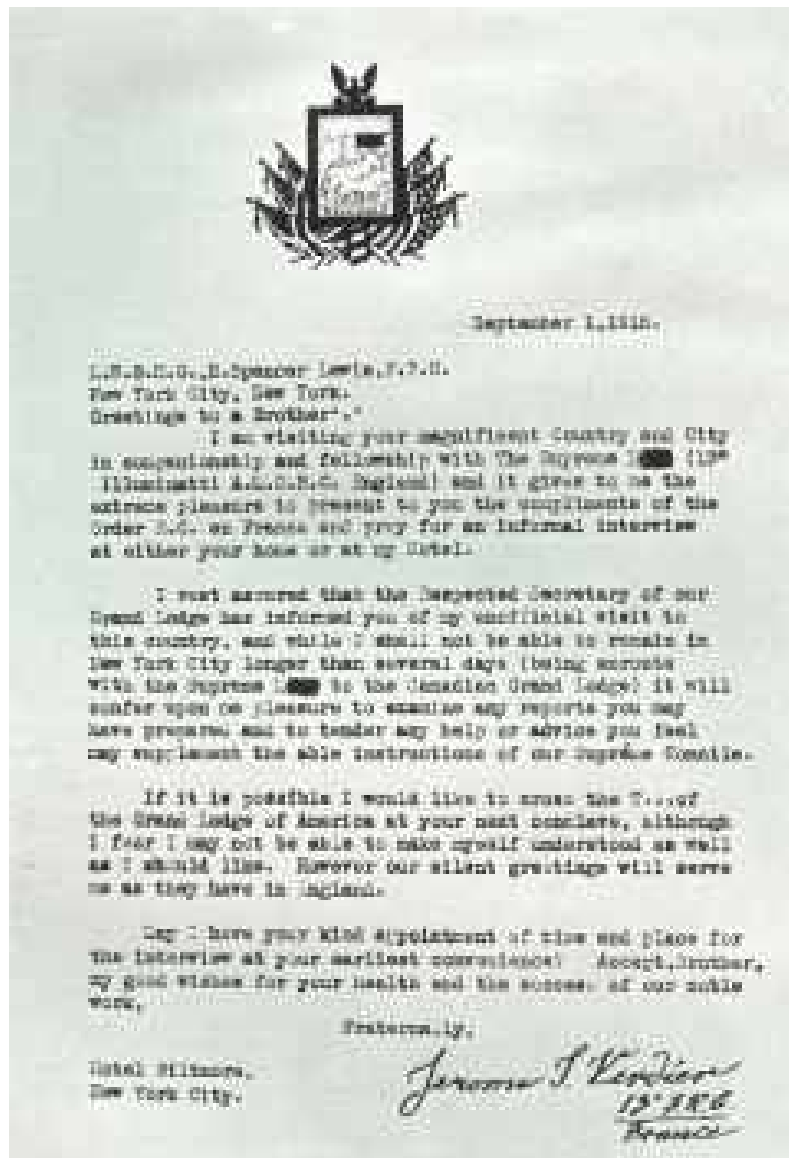 September 1, 1915.
Spencer Lewis,
New York City, New York.
Greetings to a Brother
I am visiting your magnificent Country and City
in companionship and fellowship with The Supreme (12°
Illuminatti England) and it gives to me the
extreme pleasure to present to you the compliments of the
Order en France and pray for an informal interview
at either your home or at my Hotel.
I rest assured that the Respected Secretary of our
Grand Lodge has informed you of my unofficial visit to
this country, and while I shall not be able to remain in
New York City longer than several days (being
with the Supreme to the Canadian Grand Lodge) it will
confer upon me pleasure to examine any reports you may
have prepared and to tender any help or advice you feel
may supplement the able instructions of our Supreme
If it is possible I would like to cross the T...of
the Grand Lodge of America at your next although
I fear I may not be able to make myself understood as well
as I should like. However our silent greetings will serve
me as they have in England.
May I have your kind appointment of time and place for
the interview at your earliest convenience? Accept, Brother,
my good wishes for your health and the success of our noble
work.
Fraternally,
Hotel Biltmore,
New York City.
Jerome T Verdier
France